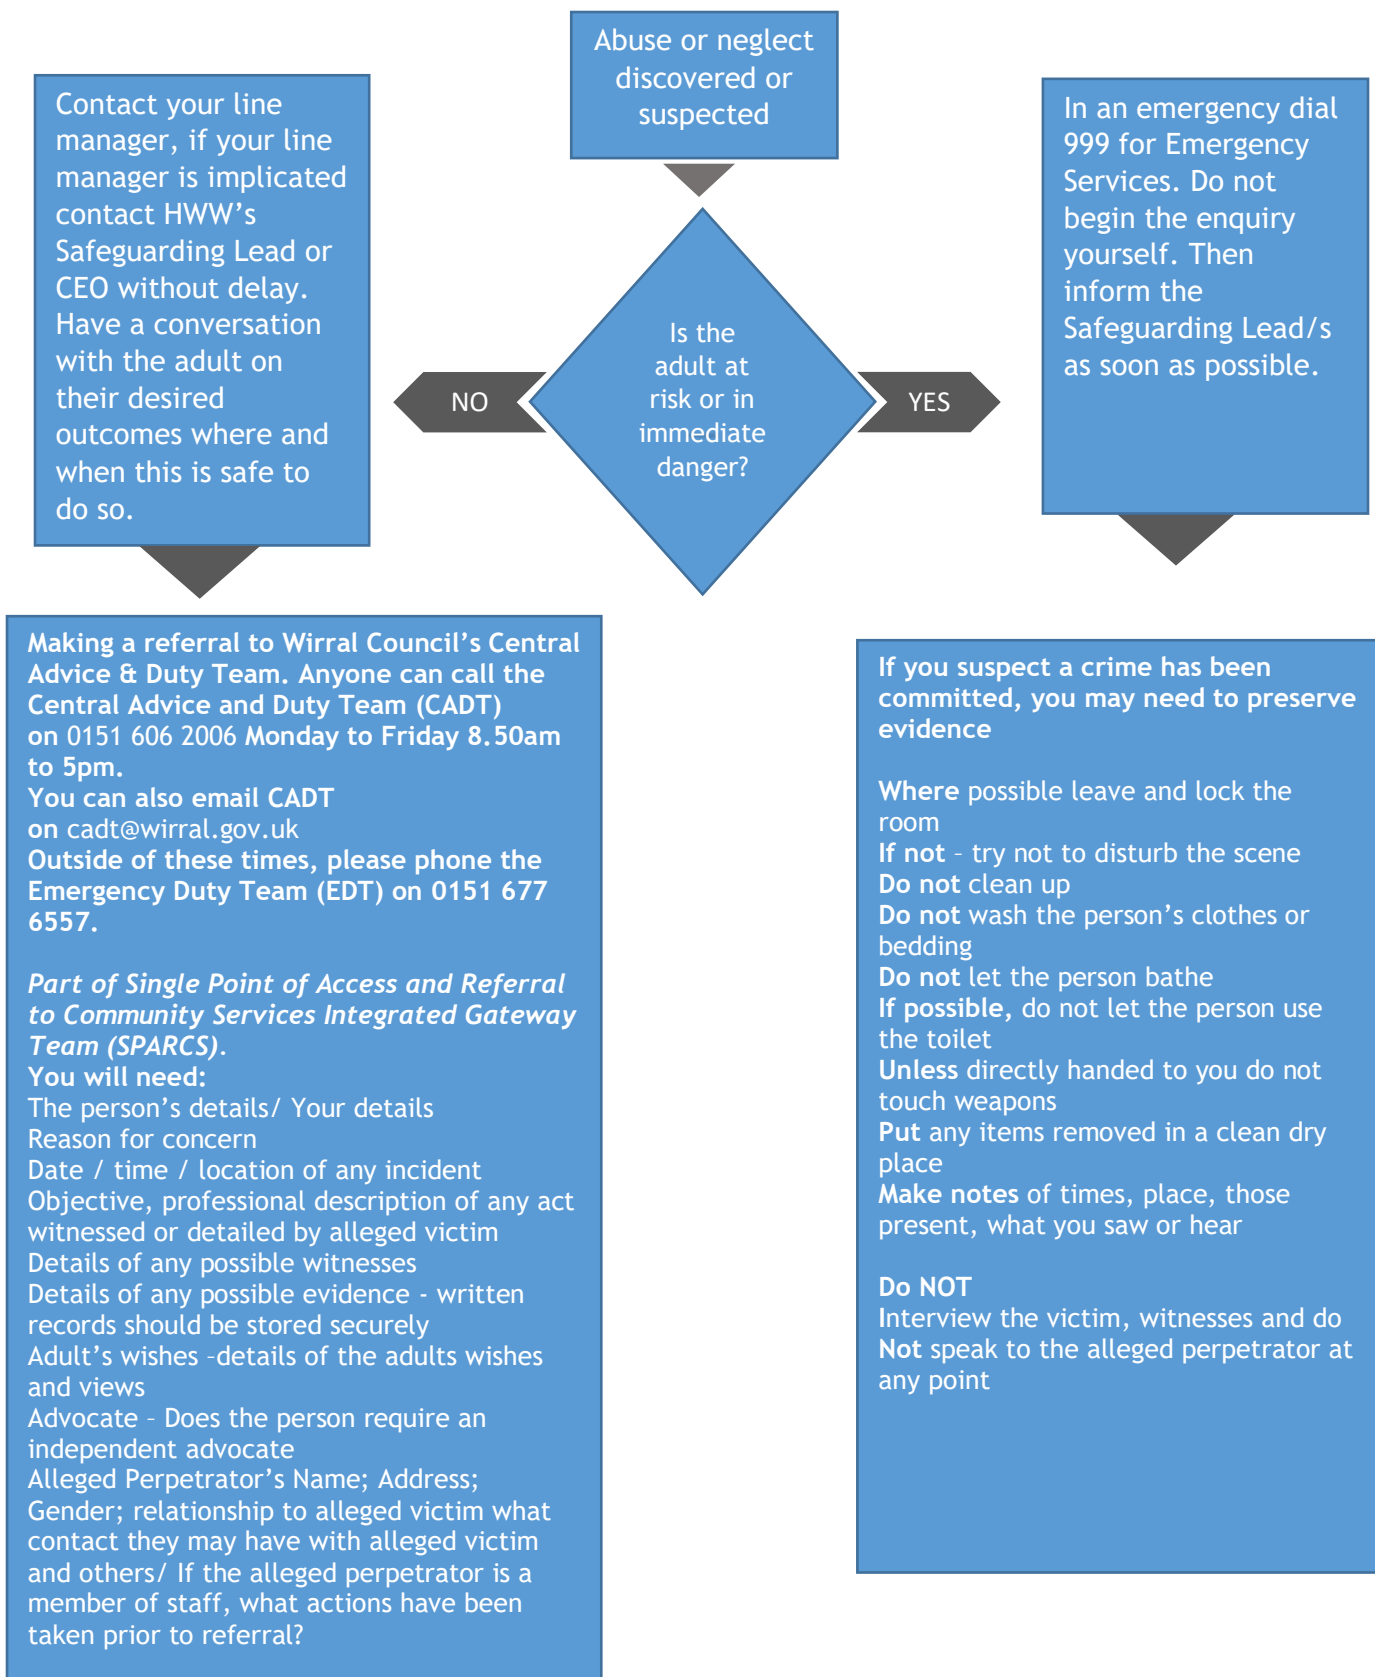 Abuse or neglect
discovered or
suspected
Contact your line
manager, if your line
manager is implicated
contact HWW’s
Safeguarding Lead or
CEO without delay.
Have a conversation
with the adult on
their desired
outcomes where and
when this is safe to
do so.
In an emergency dial
999 for Emergency
Services. Do not
begin the enquiry
yourself. Then
inform the
Safeguarding Lead/s
as soon as possible.
Is the
adult at
risk or in
immediate
danger?
NO
YES
Making a referral to Wirral Council’s Central
Advice & Duty Team. Anyone can call the
Central Advice and Duty Team (CADT)
on 0151 606 2006 Monday to Friday 8.50am
to 5pm.
You can also email CADT
on cadt@wirral.gov.uk
Outside of these times, please phone the
Emergency Duty Team (EDT) on 0151 677
6557.
Part of Single Point of Access and Referral
to Community Services Integrated Gateway
Team (SPARCS).
You will need:
The person’s details/ Your details
Reason for concern
Date / time / location of any incident
Objective, professional description of any act
witnessed or detailed by alleged victim
Details of any possible witnesses
Details of any possible evidence - written
records should be stored securely
Adult’s wishes –details of the adults wishes
and views
Advocate – Does the person require an
independent advocate
Alleged Perpetrator’s Name; Address;
Gender; relationship to alleged victim what
contact they may have with alleged victim
and others/ If the alleged perpetrator is a
member of staff, what actions have been
taken prior to referral?
If you suspect a crime has been
committed, you may need to preserve
evidence
Where possible leave and lock the
room
If not – try not to disturb the scene
Do not clean up
Do not wash the person’s clothes or
bedding
Do not let the person bathe
If possible, do not let the person use
the toilet
Unless directly handed to you do not
touch weapons
Put any items removed in a clean dry
place
Make notes of times, place, those
present, what you saw or hear
Do NOT
Interview the victim, witnesses and do
Not speak to the alleged perpetrator at
any point